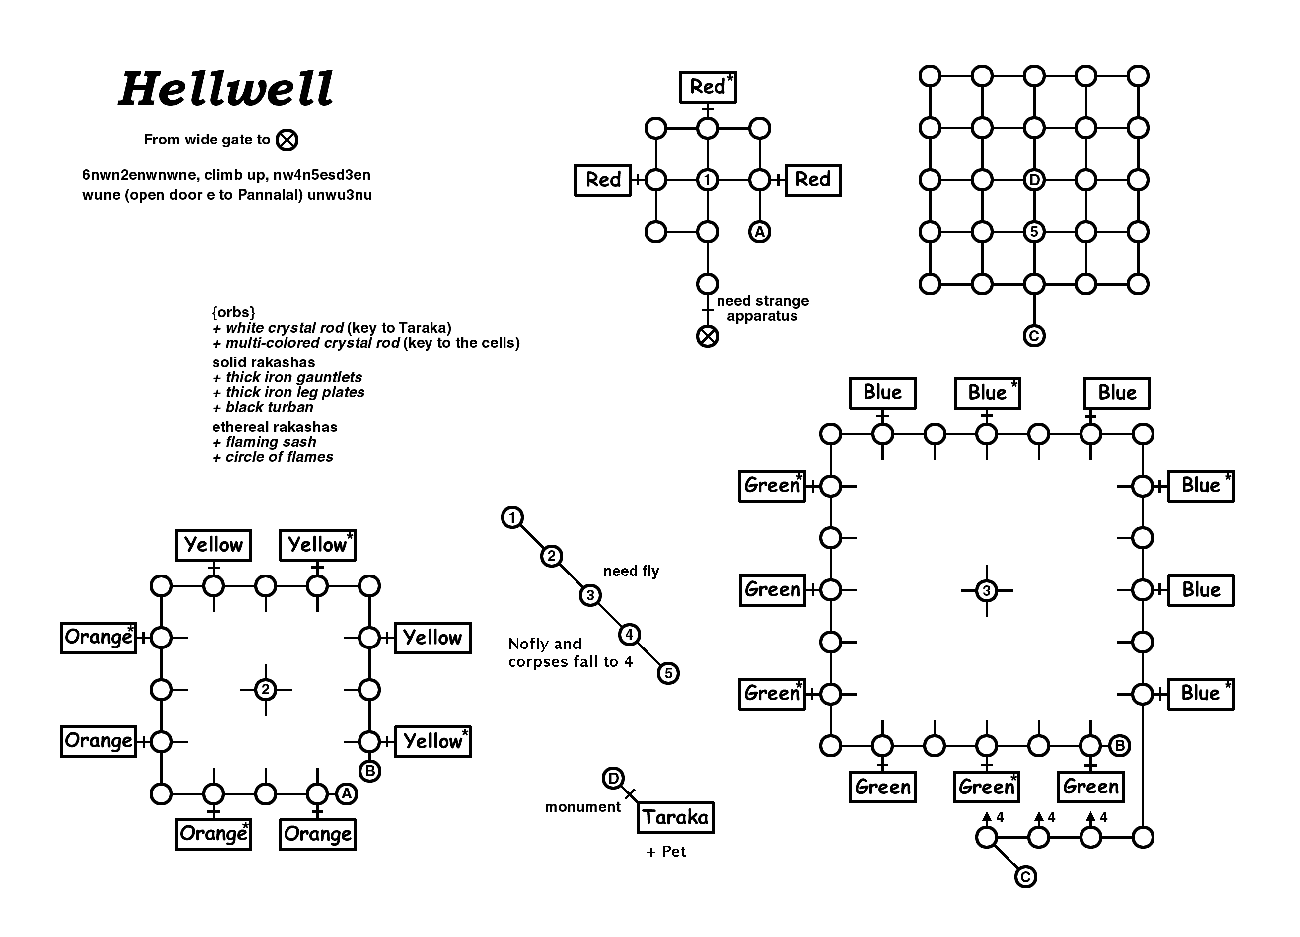 Hellwell
From wide gate to
6nwn2enwnwne, climb up, nw4n5esd3en
wune (open door e to Pannalal) unwu3nu
{orbs}
+ white crystal rod (key to Taraka)
+ multi-colored crystal rod (key to the cells)
solid rakashas
+ thick iron gauntlets
+ thick iron leg plates
+ black turban
ethereal rakashas
+ flaming sash
+ circle of flames
Red*
Red
1
Red
A
need strange
apparatus
D
5
C
Yellow
Yellow*
Orange*
Yellow
2
Orange
Yellow*
B
A
Orange*
Orange
1
2
need fly
3
Nofly and
corpses fall to 4
4
5
D
monument
Taraka
+ Pet
Blue
Blue*
Blue
Green*
Blue*
Green
3
Blue
Green*
Blue*
B
Green
Green*
Green
4
4
4
C